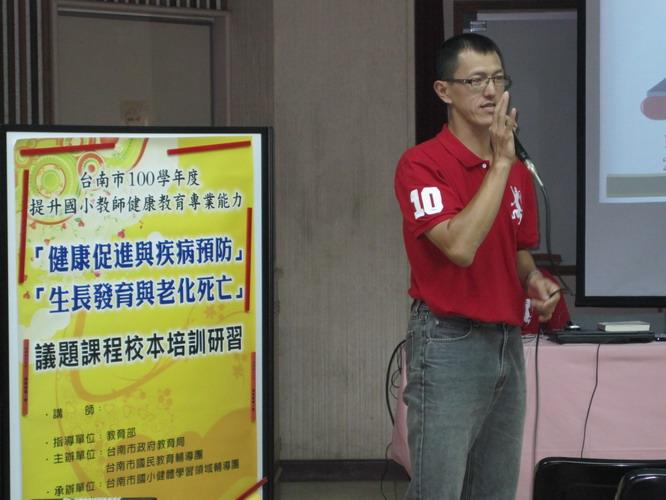 台南市100學年度
提升國小教師健康教育專業能力
「健康促進與疾病預防」
「生長發育與老化死亡」
議題課程校本培訓研習
．講 師：
．指導單位：教育部
．主辦單位：台南市政府教育局
台南市國民教育輔導團
．承辦單位：台南市國小健體學習領域輔導團
10